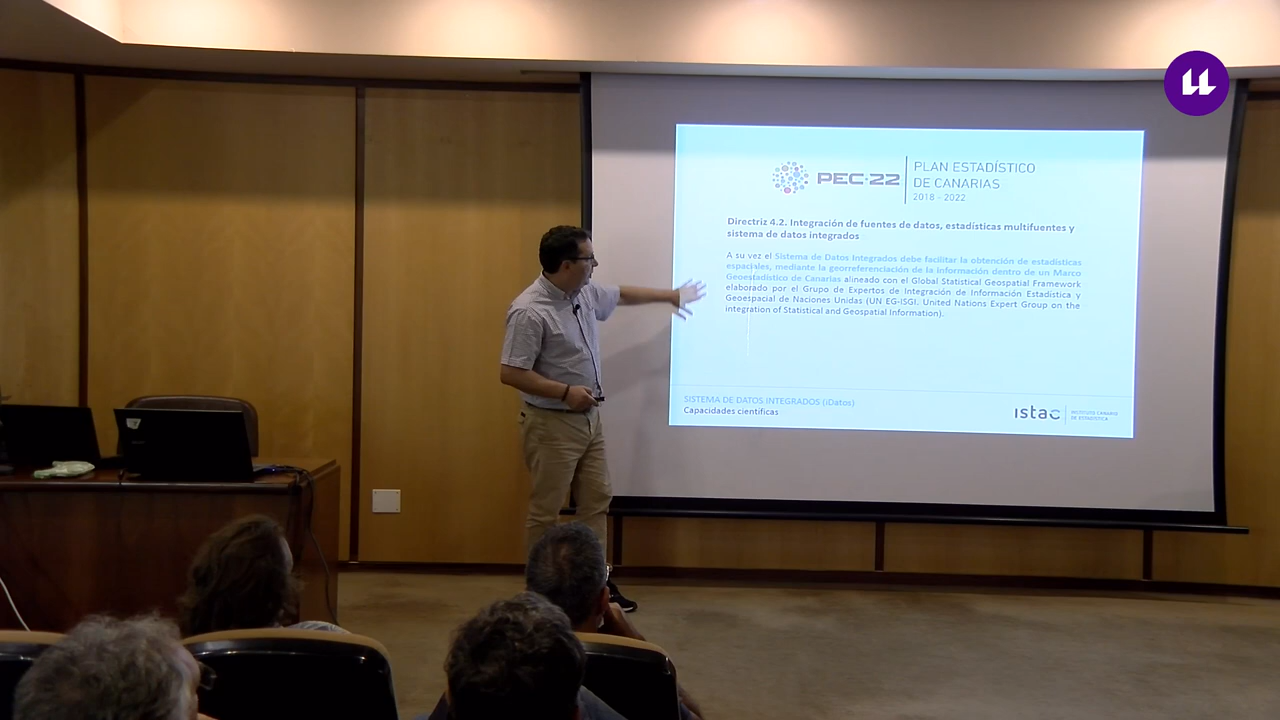 PEC-22
PLAN ESTADÍSTICO
DE CANARIAS
2018 - 2022
Directriz 4.2. Integración de fuentes de datos, estadísticas multifuentes y
sistema de datos integrados
A su vez el Sistema de Datos Integrados debe facilitar la obtención de estadísticas
espaciales, mediante la georreferenciación de la información dentro de un Marco
Geoestadístico de Canarias alineado con el Global Statistical Geospatial Framework
elaborado por el Grupo de Expertos de Integración de Información Estadística y
Geoespacial de Naciones Unidas (UN EG-ISGI. United Nations Expert Group on the
Integration of Statistical and Geospatial Information).
SISTEMA DE DATOS INTEGRADOS (iDatos)
Capacidades científicas
istac
INSTITUTO CANARIO
DE ESTADÍSTICA